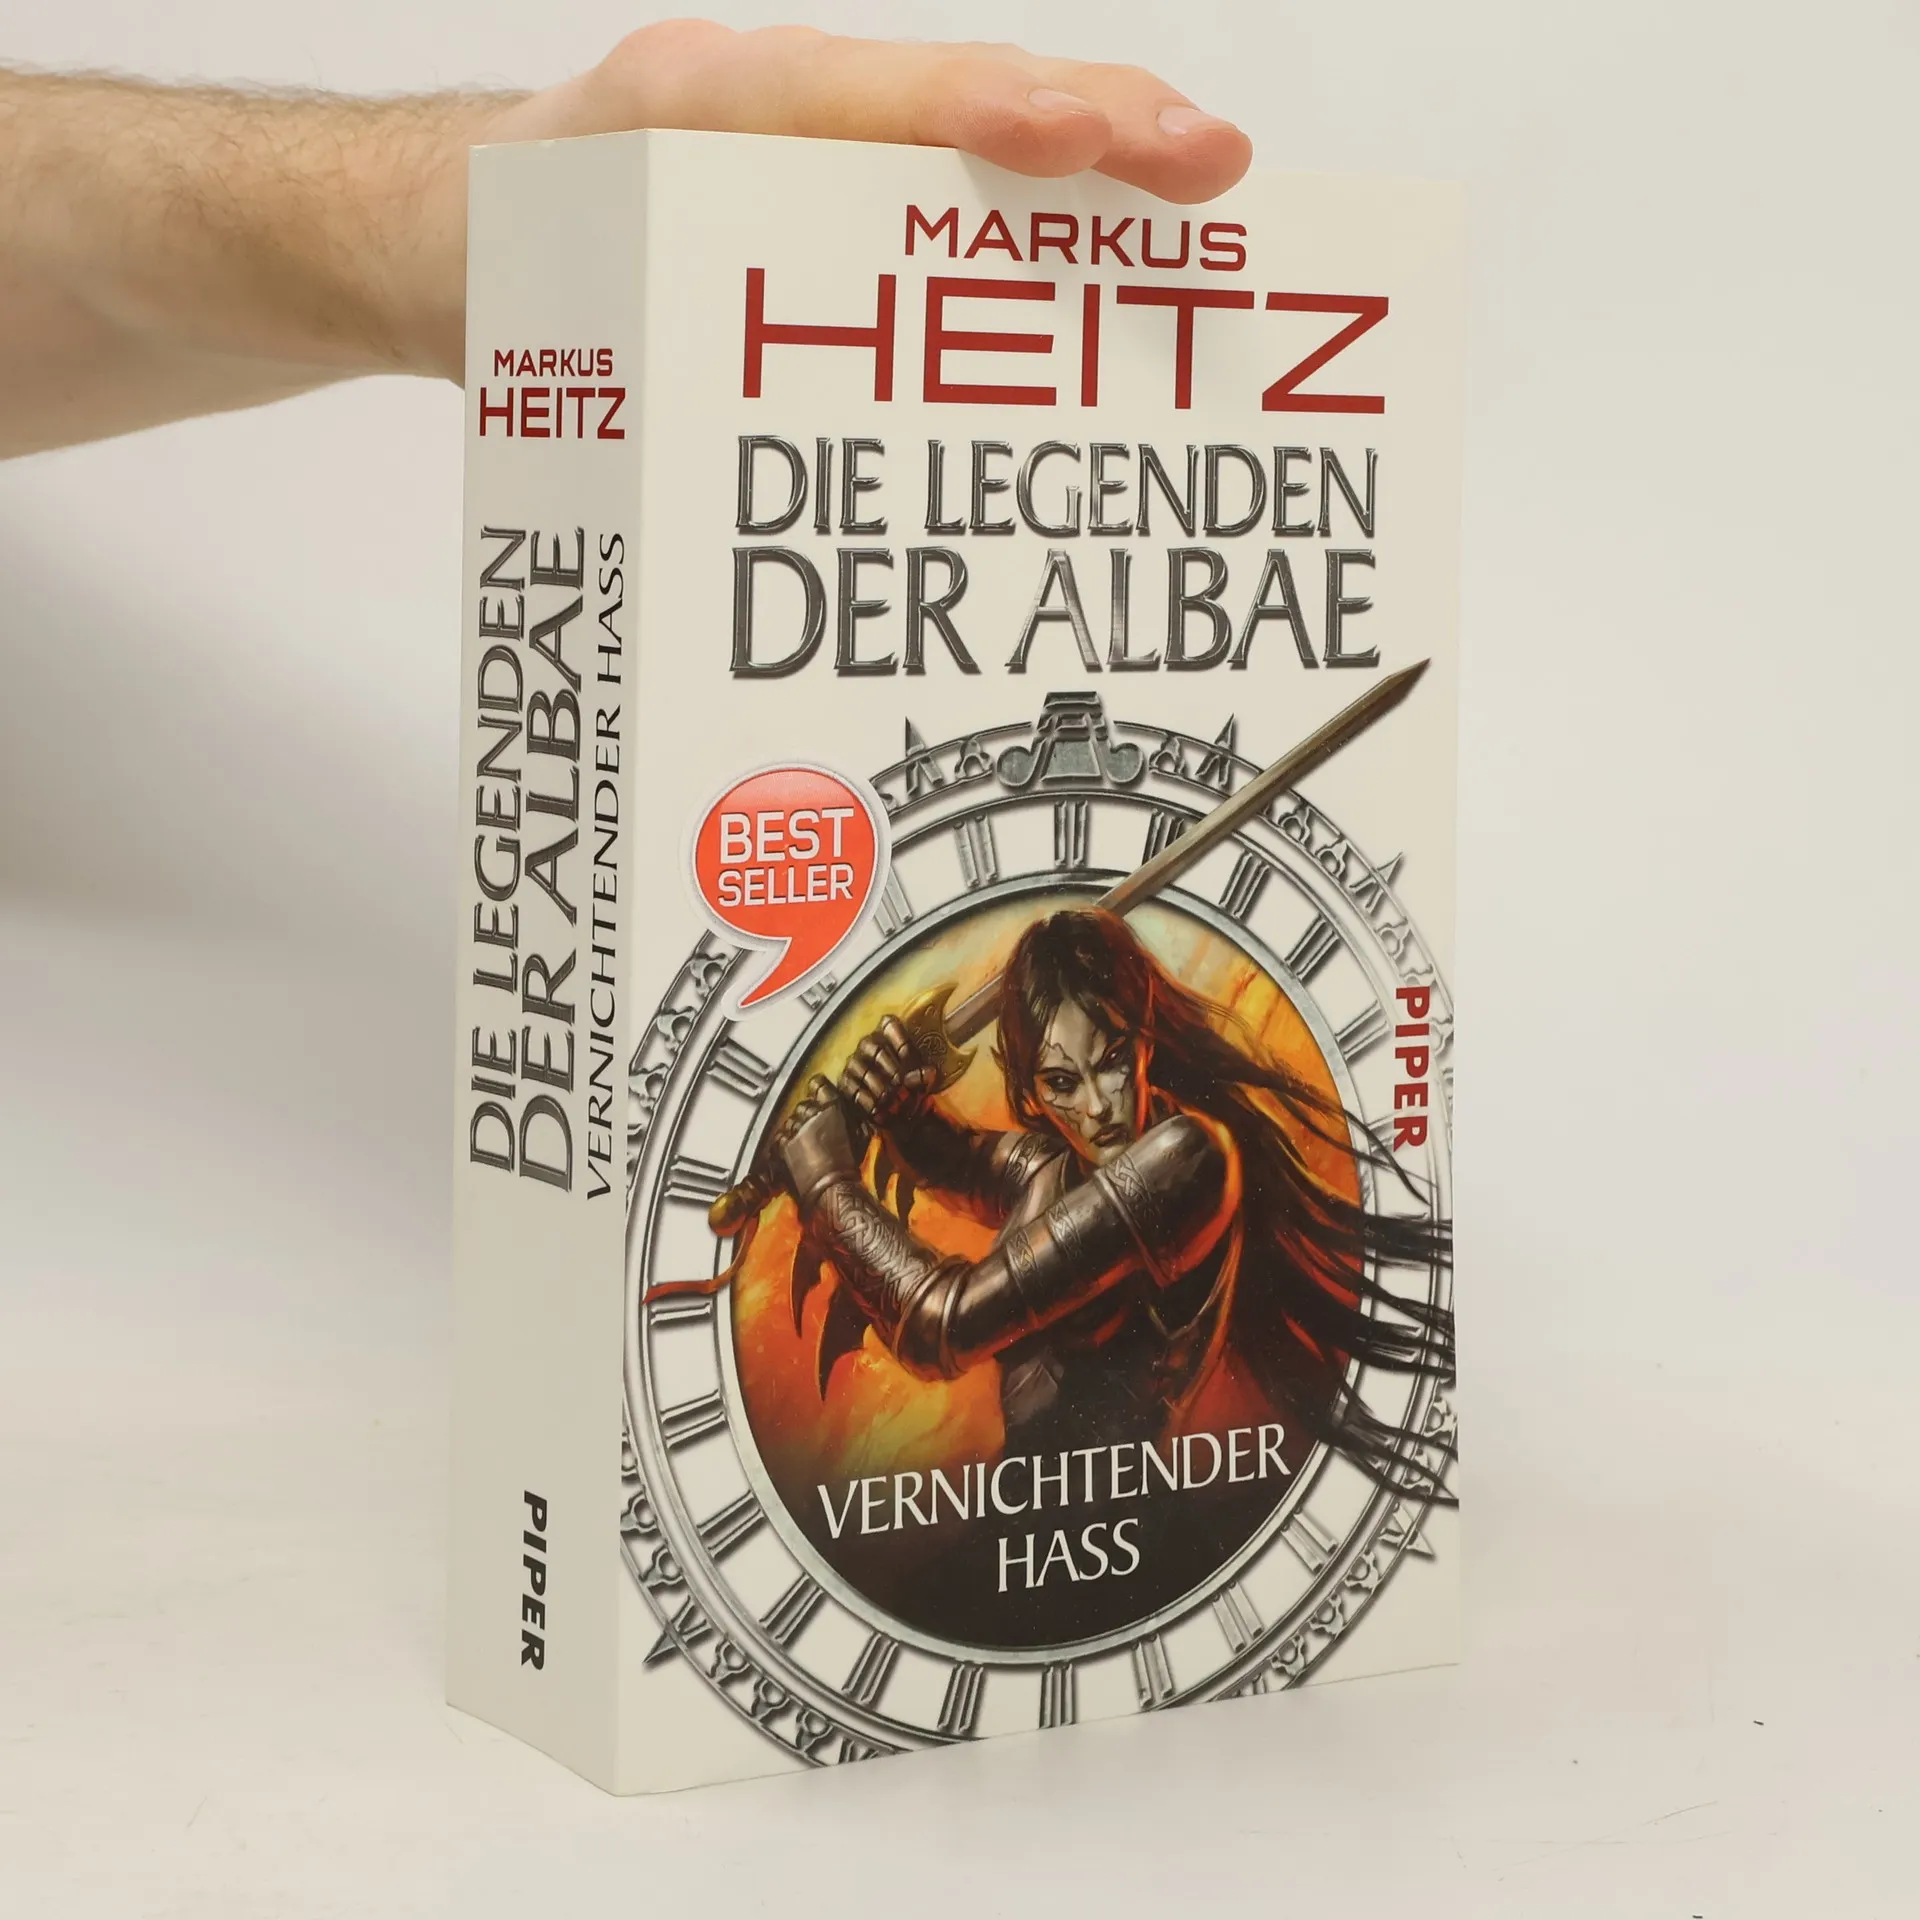 MARKUS
HEITZ
DIE LEGENDEN
DER ALBAE
VERNICHTENDER HASS
PIPER
MARKUS
HEITZ
DIE LEGENDEN
DER ALBAE
BEST
SELLER
PIPER
VERNICHTENDER
HASS